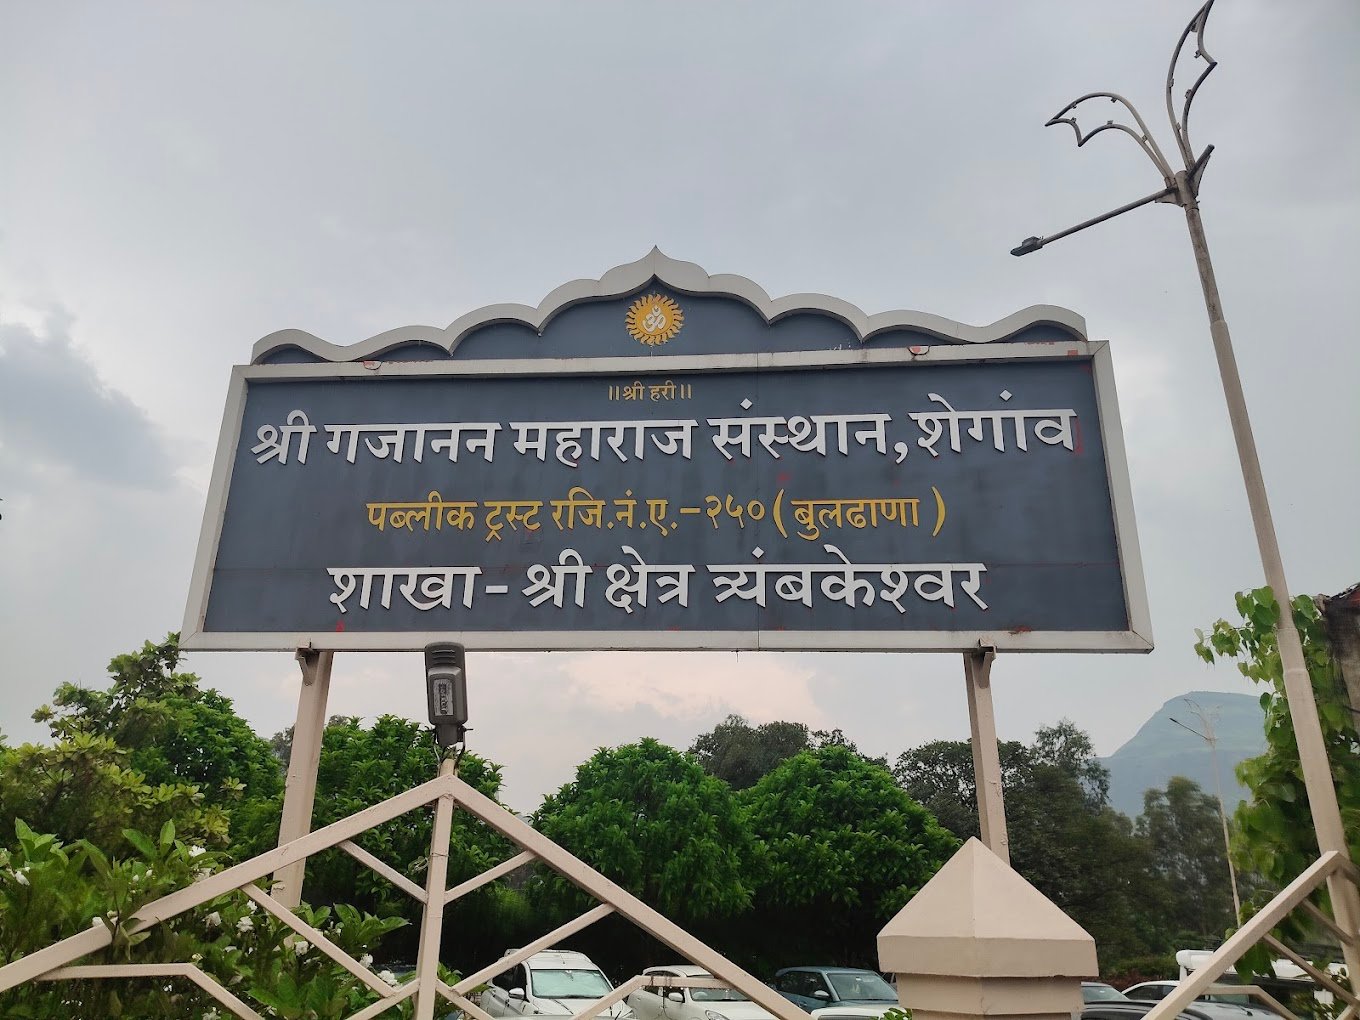 ॐ
॥श्री हरी॥
श्री गजानन महाराज संस्थान, शेगांव
पब्लीक ट्रस्ट रजि.नं.ए.-२५० (बुलढाणा)
शाखा - श्री क्षेत्र त्र्यंबकेश्वर